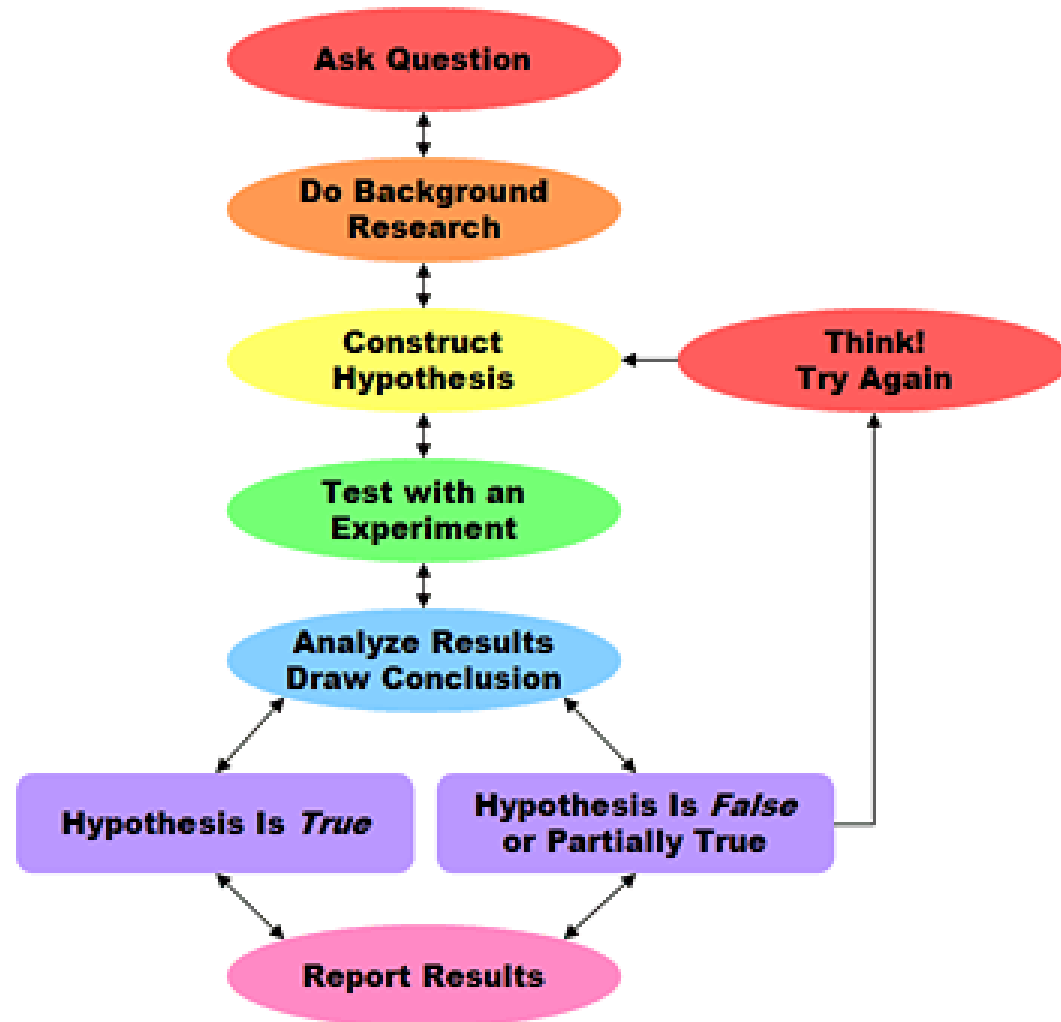 Ask Question
Do Background
Research
Construct
Hypothesis
Think!
Try Again
Test with an
Experiment
Analyze Results
Draw Conclusion
Hypothesis Is True
Hypothesis Is False
or Partially True
Report Results